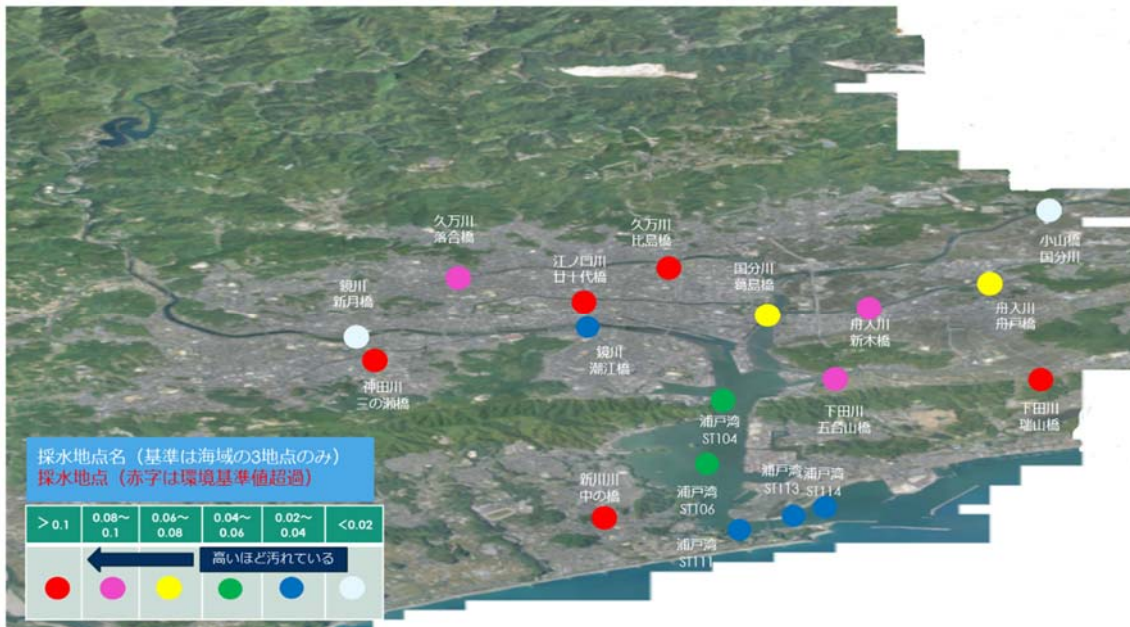 久万川
落合橋
久万川
比島橋
江ノ口川
廿十代橋
国分川
葛島橋
小山橋
国分川
鏡川
新月橋
舟入川
舟戸橋
舟入川
新木橋
鏡川
潮江橋
神田川
三の瀬橋
下田川
五台山橋
下田川
瑞山橋
浦戸湾
ST104
浦戸湾
ST106
新川川
中の橋
浦戸湾
ST113
浦戸湾
ST114
浦戸湾
ST111
採水地点名（基準は海域の3地点のみ）
採水地点（赤字は環境基準値超過）
＞0.1
0.08～
0.1
0.06～
0.08
0.04～
0.06
0.02～
0.04
<0.02
高いほど汚れている